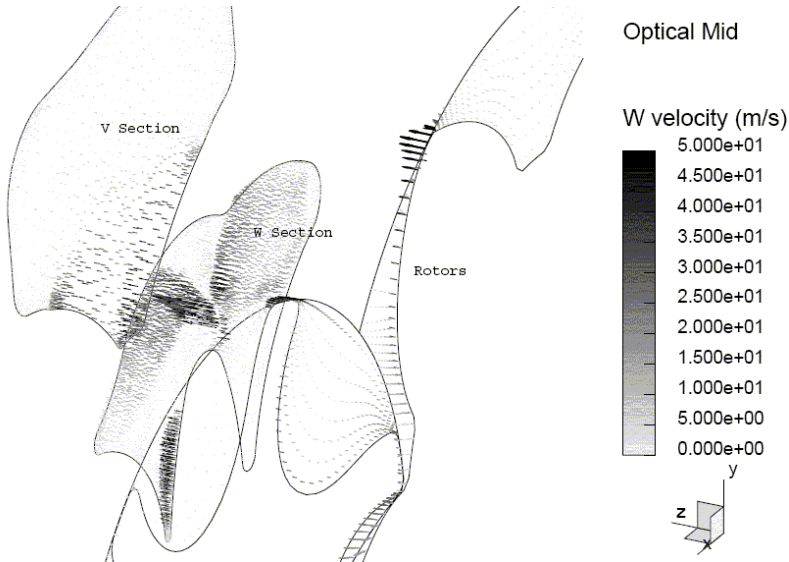 Optical Mid
W velocity (m/s)
5.000e+01
4.500e+01
4.000e+01
3.500e+01
3.000e+01
2.500e+01
2.000e+01
1.500e+01
1.000e+01
5.000e+00
0.000e+00
V Section
W Section
Rotors
y
z
x